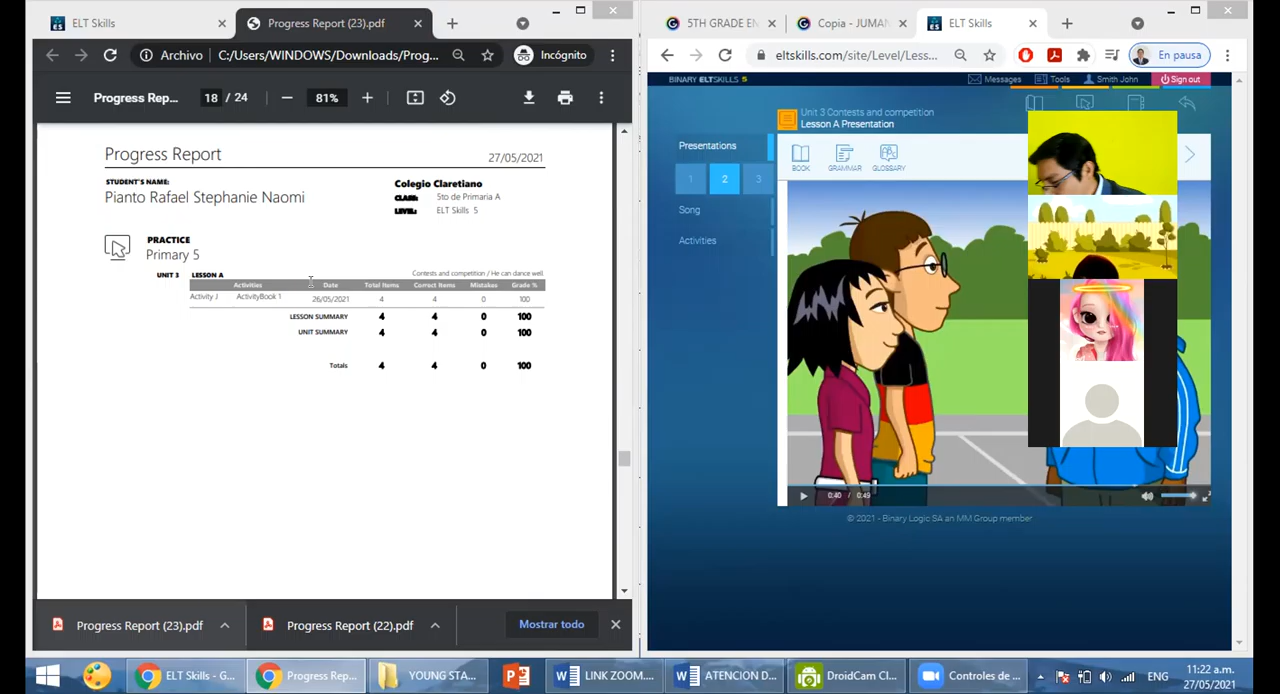 ELT Skills
Progress Report (23).pdf
Archivo
C:/Users/WINDOWS/Downloads/Prog...
Incógnito
Progress Rep...
18 / 24
81%
Progress Report
27/05/2021
STUDENT'S NAME:
Pianto Rafael Stephanie Naomi
Colegio Claretiano
CLASS: 5to de Primaria A
LEVEL: ELT Skills 5
PRACTICE
Primary 5
UNIT 3 LESSON A Contests and competition / He can dance well.
Activities Date Total Items Correct Items Mistakes Grade %
Activity J ActivityBook 1 26/05/2021 4 4 0 100
LESSON SUMMARY 4 4 0 100
UNIT SUMMARY 4 4 0 100
Totals 4 4 0 100
Progress Report (23).pdf
Progress Report (22).pdf
Mostrar todo
5TH GRADE EN
Copia - JUMAN
ELT Skills
eltskills.com/site/Level/Less...
En pausa
BINARY ELTSKILLS 5
Messages
Tools
Smith John
Sign out
Unit 3 Contests and competition
Lesson A Presentation
Presentations
1 2 3
Song
Activities
BOOK
GRAMMAR
GLOSSARY
0:40 / 0:49
© 2021 - Binary Logic SA an MM Group member
ELT Skills - G...
Progress Rep...
YOUNG STA...
LINK ZOOM....
ATENCION D...
DroidCam Cl...
Controles de ...
ENG
11:22 a.m.
27/05/2021